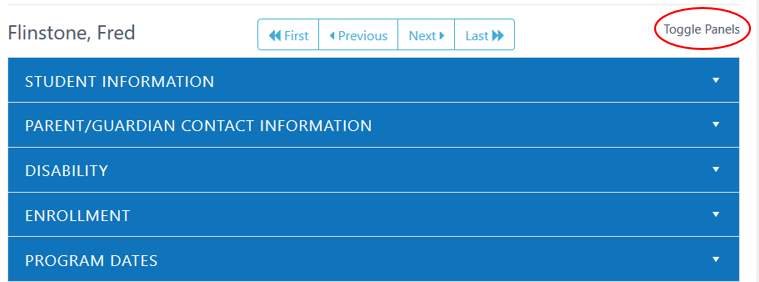 Flinstone, Fred
First Previous Next Last
Toggle Panels
STUDENT INFORMATION
PARENT/GUARDIAN CONTACT INFORMATION
DISABILITY
ENROLLMENT
PROGRAM DATES